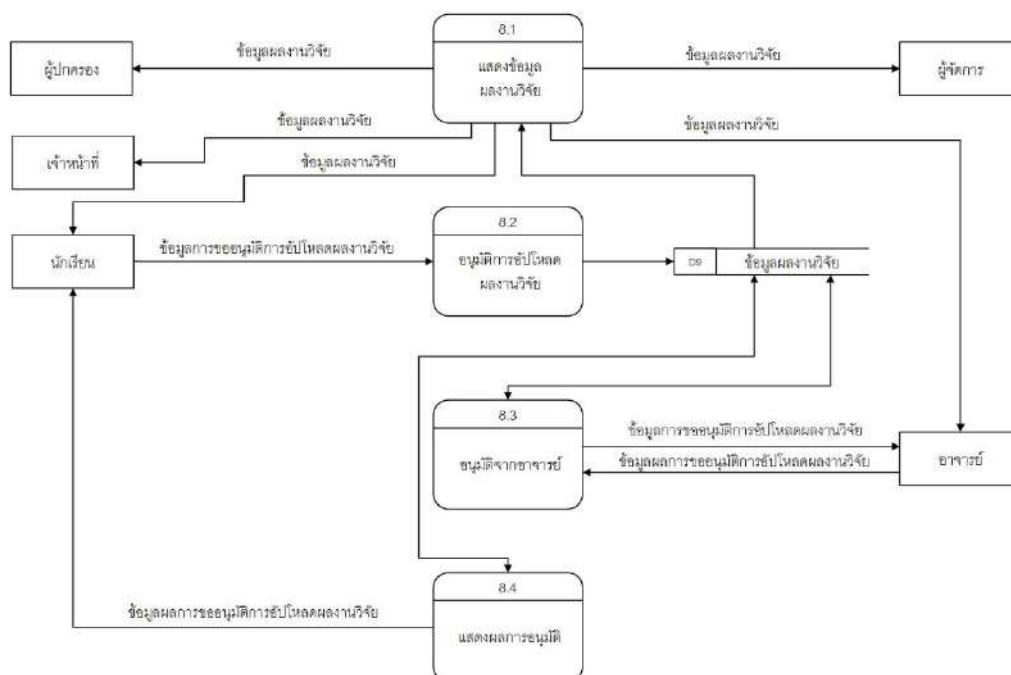 8.1
ข้อมูลผลงานวิจัย
ข้อมูลผลงานวิจัย
ผู้ปกครอง
แสดงข้อมูล
ผลงานวิจัย
ผู้จัดการ
ข้อมูลผลงานวิจัย
ข้อมูลผลงานวิจัย
เจ้าหน้าที่
ข้อมูลผลงานวิจัย
8.2
นักเรียน
ข้อมูลการขออนุมัติการอัปโหลดผลงานวิจัย
อนุมัติการอัปโหลด
ผลงานวิจัย
D9
ข้อมูลผลงานวิจัย
8.3
ข้อมูลการขออนุมัติการอัปโหลดผลงานวิจัย
อนุมัติจากอาจารย์
ข้อมูลผลการขออนุมัติการอัปโหลดผลงานวิจัย
อาจารย์
8.4
ข้อมูลผลการขออนุมัติการอัปโหลดผลงานวิจัย
แสดงผลการอนุมัติ